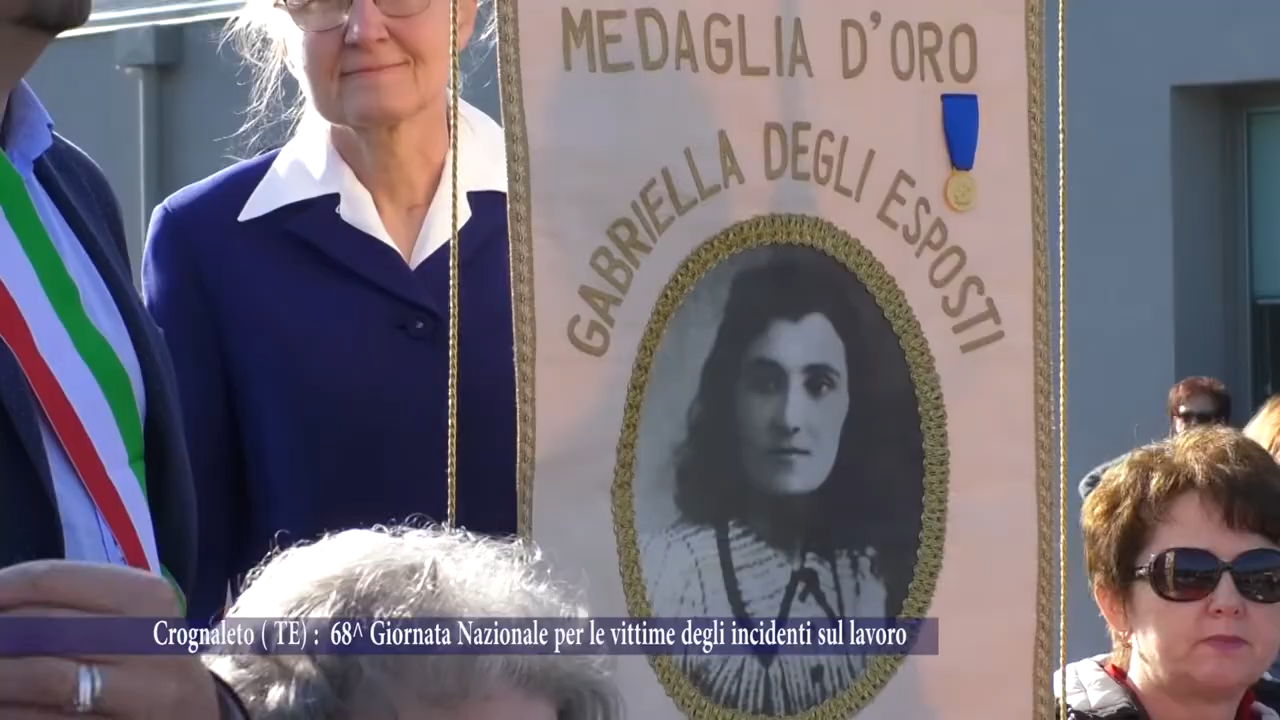 MEDAGLIA D'ORO
GABRIELLA DEGLI ESPOSTI
Crognaleto ( TE) : 68^ Giornata Nazionale per le vittime degli incidenti sul lavoro